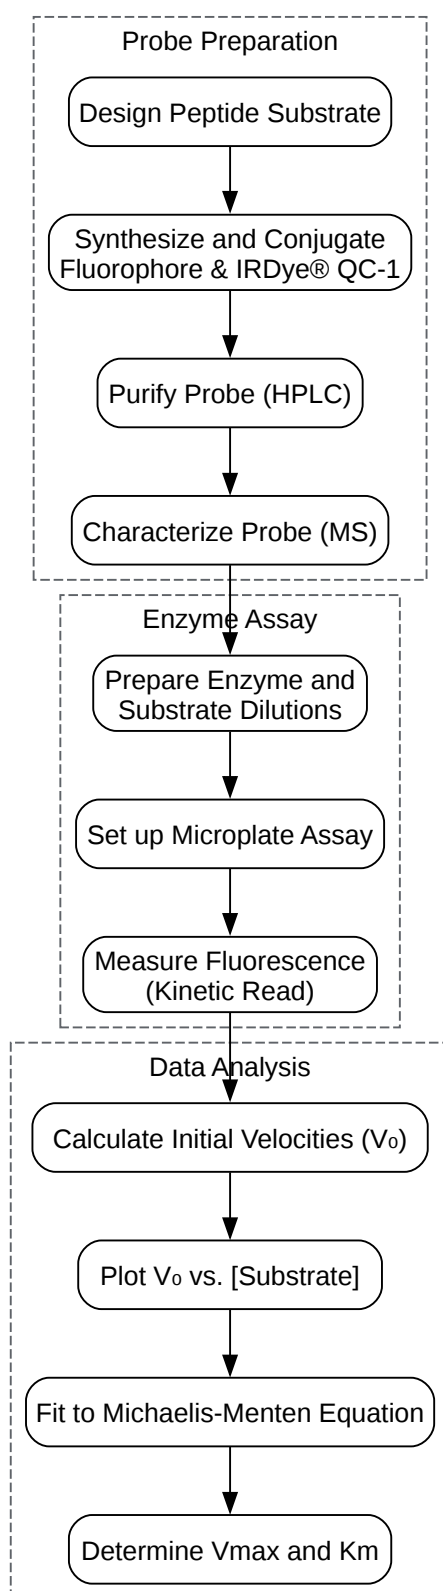 Probe Preparation
Design Peptide Substrate
Synthesize and Conjugate
Fluorophore & IRDye® QC-1
Purify Probe (HPLC)
Characterize Probe (MS)
Enzyme Assay
Prepare Enzyme and
Substrate Dilutions
Set up Microplate Assay
Measure Fluorescence
(Kinetic Read)
Data Analysis
Calculate Initial Velocities (V₀)
Plot V₀ vs. [Substrate]
Fit to Michaelis-Menten Equation
Determine Vmax and Km